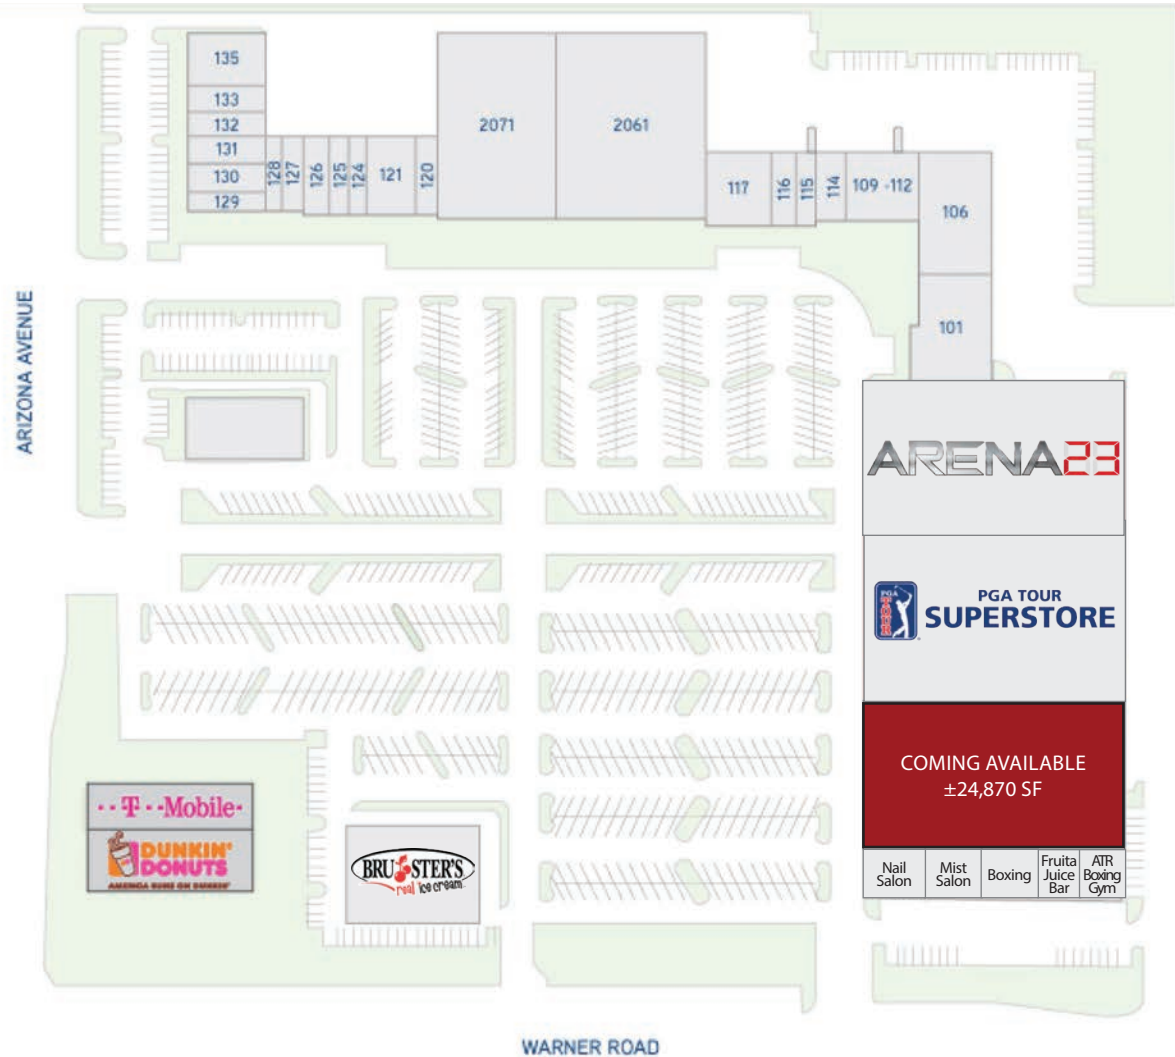 135
133
132
131
130
129
128
127
126
125
124
121
120
2071
2061
117
116
115
114
109 -112
106
101
ARIZONA AVENUE
ARENA23
PGA
TOUR
PGA TOUR
SUPERSTORE
COMING AVAILABLE
±24,870 SF
T Mobile
DUNKIN'
DONUTS
AMERICA RUNS ON DUNKIN'
BRUSTER'S
real ice cream
Nail
Salon
Mist
Salon
Boxing
Fruita
Juice
Bar
ATR
Boxing
Gym
WARNER ROAD